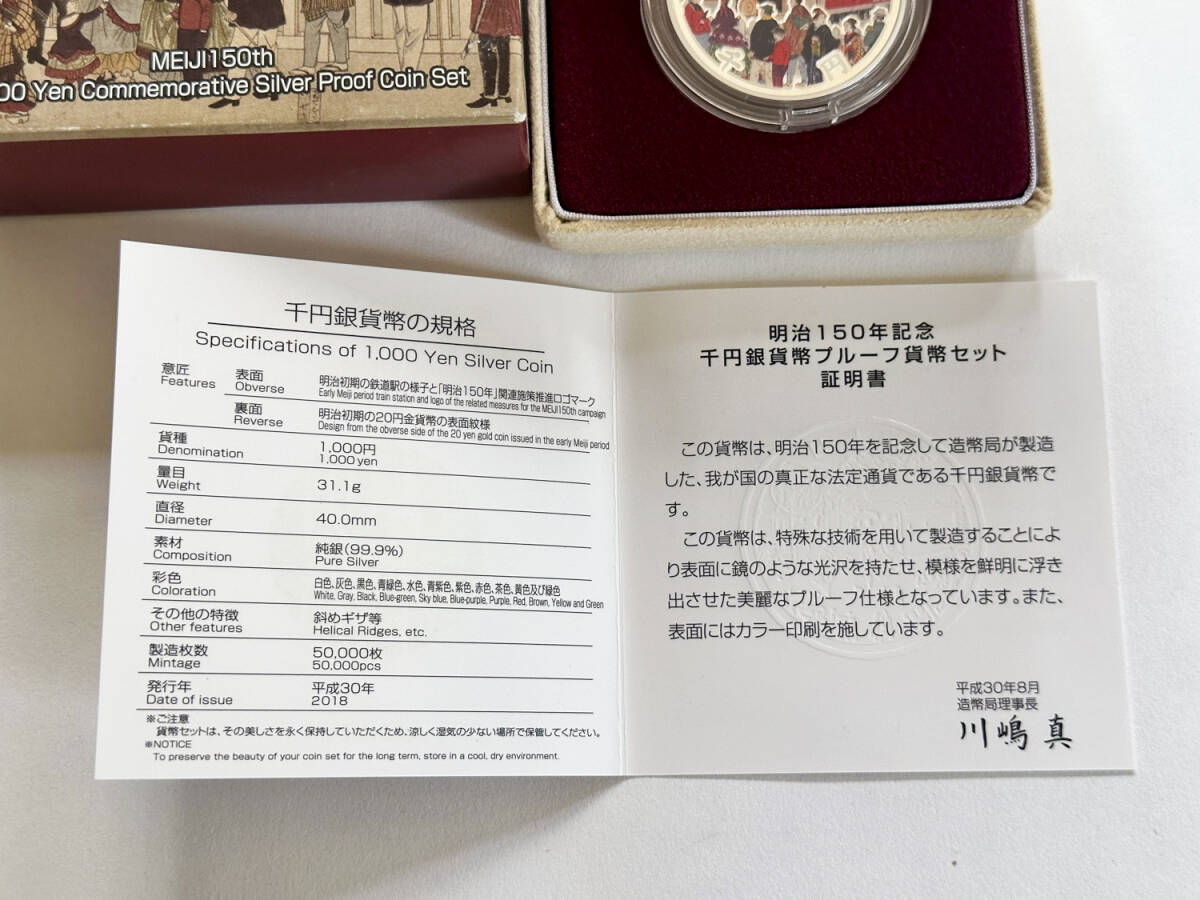 MEIJI150th
00 Yen Commemorative Silver Proof Coin Set
千円
千円銀貨幣の規格
Specifications of 1,000 Yen Silver Coin
意匠
Features
表面
Obverse
明治初期の鉄道駅の様子と「明治150年」関連施策推進ロゴマーク
Early Meiji period train station and logo of the related measures for the MEIJI150th campaign
裏面
Reverse
明治初期の20円金貨幣の表面紋様
Design from the obverse side of the 20 yen gold coin issued in the early Meiji period
貨種
Denomination
1,000円
1,000 yen
量目
Weight
31.1g
直径
Diameter
40.0mm
素材
Composition
純銀(99.9%)
Pure Silver
彩色
Coloration
白色、灰色、黒色、青緑色、水色、青紫色、紫色、赤色、茶色、黄色及び緑色
White, Gray, Black, Blue-green, Sky blue, Blue-purple, Purple, Red, Brown, Yellow and Green
その他の特徴
Other features
斜めギザ等
Helical Ridges, etc.
製造枚数
Mintage
50,000枚
50,000pcs
発行年
Date of issue
平成30年
2018
※ご注意
貨幣セットは、その美しさを永く保持していただくため、涼しく湿気の少ない場所で保管してください。
※NOTICE
To preserve the beauty of your coin set for the long term, store in a cool, dry environment.
明治150年記念
千円銀貨幣プルーフ貨幣セット
証明書
この貨幣は、明治150年を記念して造幣局が製造
した、我が国の真正な法定通貨である千円銀貨幣で
す。
この貨幣は、特殊な技術を用いて製造することによ
り表面に鏡のような光沢を持たせ、模様を鮮明に浮き
出させた美麗なプルーフ仕様となっています。また、
表面にはカラー印刷を施しています。
平成30年8月
造幣局理事長
川嶋 真